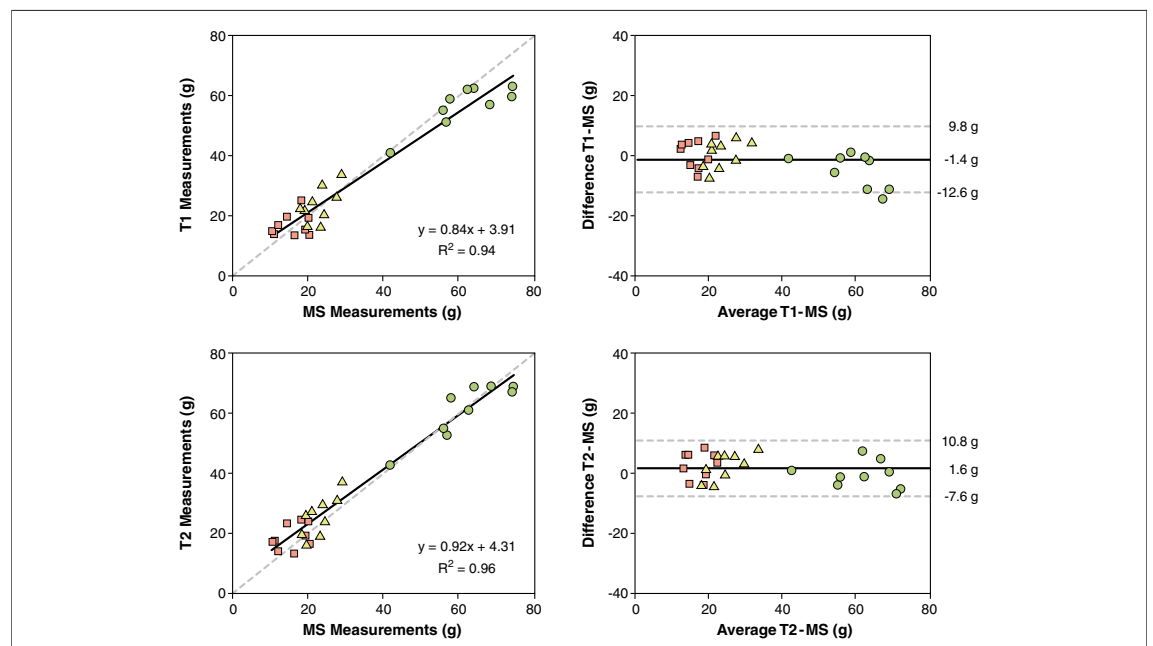 80
60
40
20
0
0 20 40 60 80
T1 Measurements (g)
MS Measurements (g)
y = 0.84x + 3.91
R² = 0.94
40
20
0
-20
-40
0 20 40 60 80
Difference T1-MS (g)
Average T1-MS (g)
9.8 g
-1.4 g
-12.6 g
80
60
40
20
0
0 20 40 60 80
T2 Measurements (g)
MS Measurements (g)
y = 0.92x + 4.31
R² = 0.96
40
20
0
-20
-40
0 20 40 60 80
Difference T2-MS (g)
Average T2-MS (g)
10.8 g
1.6 g
-7.6 g